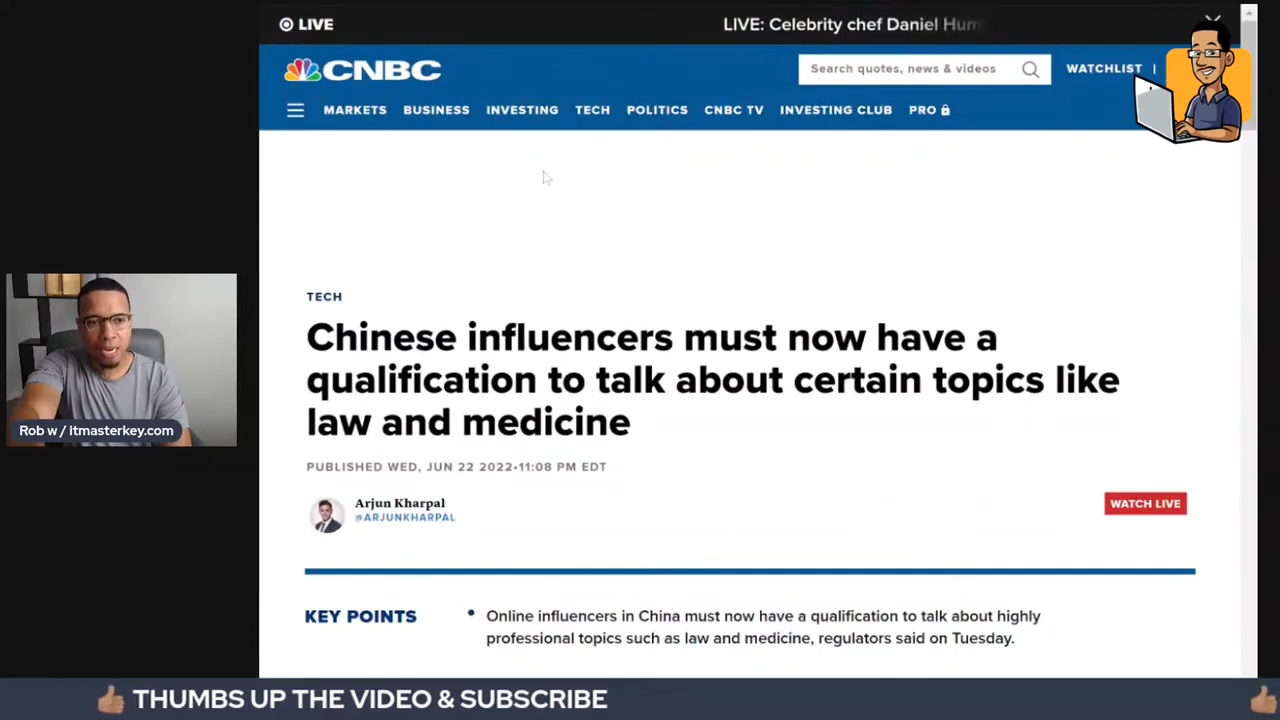 LIVE
LIVE: Celebrity chef Daniel Hum
CNBC
Search quotes, news & videos
WATCHLIST |
MARKETS BUSINESS INVESTING TECH POLITICS CNBC TV INVESTING CLUB PRO
TECH
Chinese influencers must now have a
qualification to talk about certain topics like
law and medicine
PUBLISHED WED, JUN 22 2022•11:08 PM EDT
Arjun Kharpal
@ARJUNKHARPAL
WATCH LIVE
Rob w / itmasterkey.com
KEY POINTS
• Online influencers in China must now have a qualification to talk about highly
professional topics such as law and medicine, regulators said on Tuesday.
THUMBS UP THE VIDEO & SUBSCRIBE